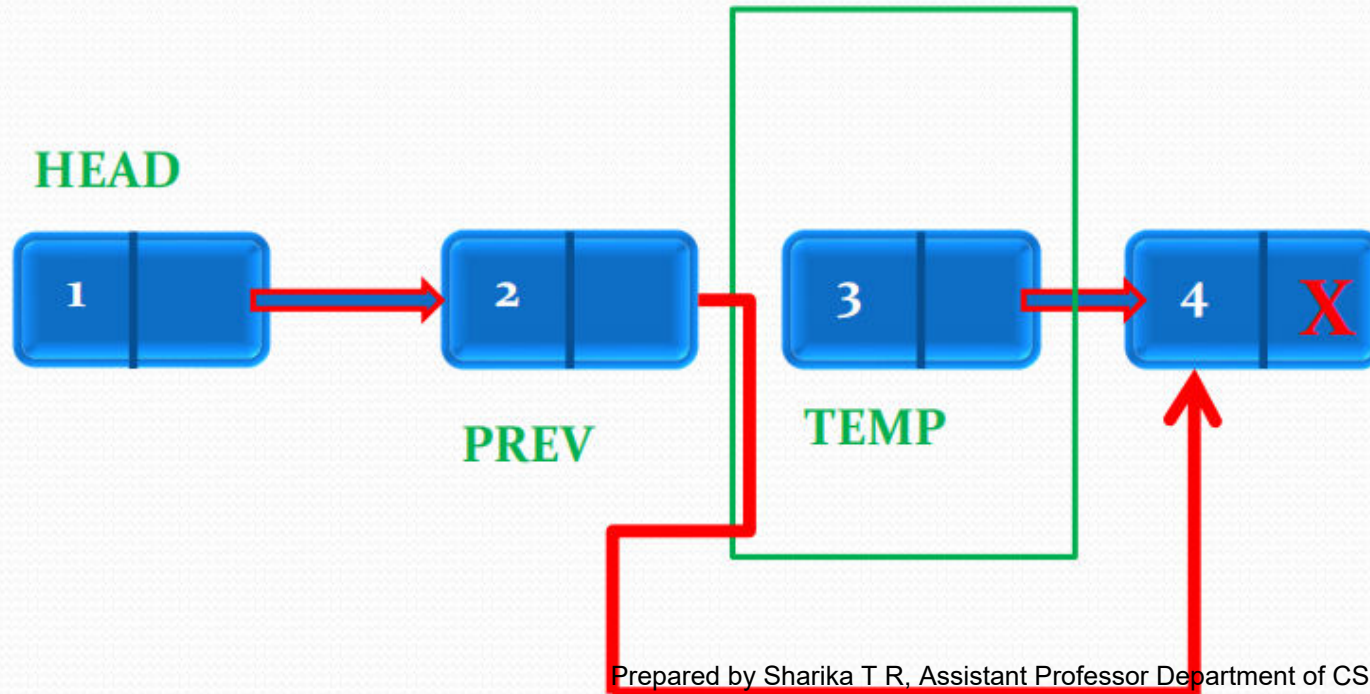 HEAD
1 2 3 4 X
PREV TEMP
Prepared by Sharika T R, Assistant Professor Department of CS